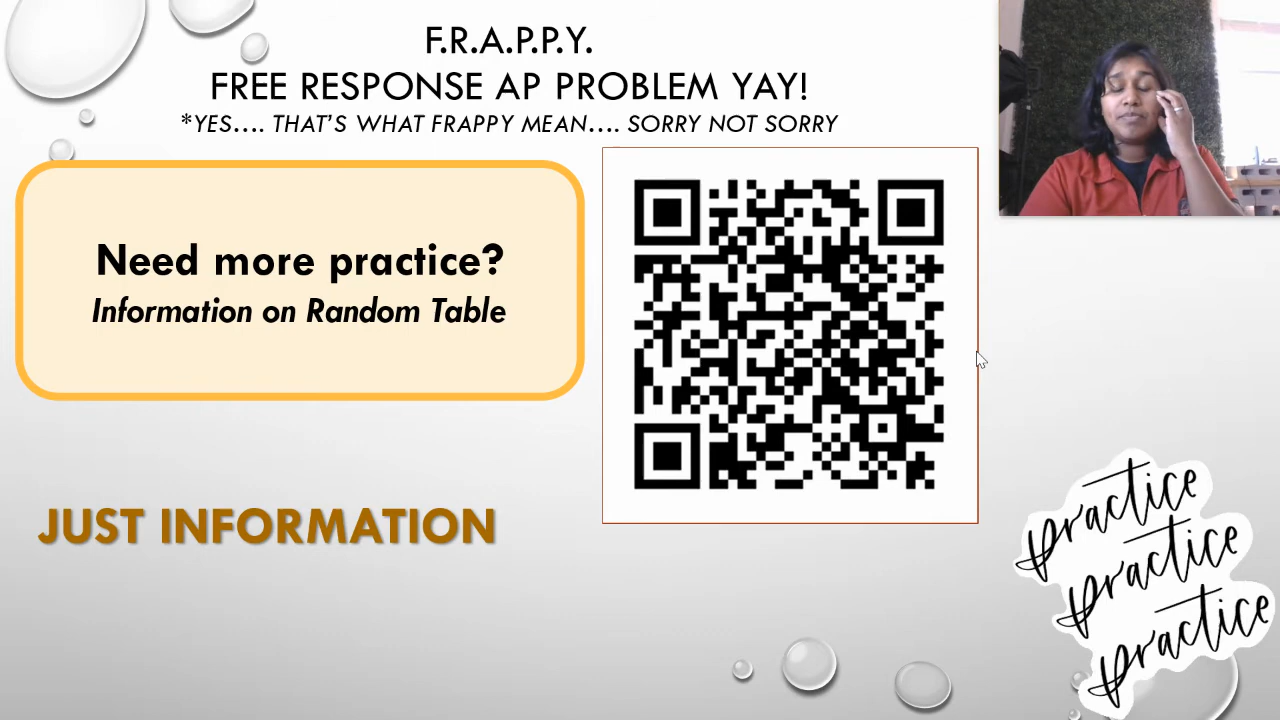 F.R.A.P.P.Y.
FREE RESPONSE AP PROBLEM YAY!
*YES.... THAT'S WHAT FRAPPY MEAN.... SORRY NOT SORRY
Need more practice?
Information on Random Table
JUST INFORMATION
practice
practice
practice